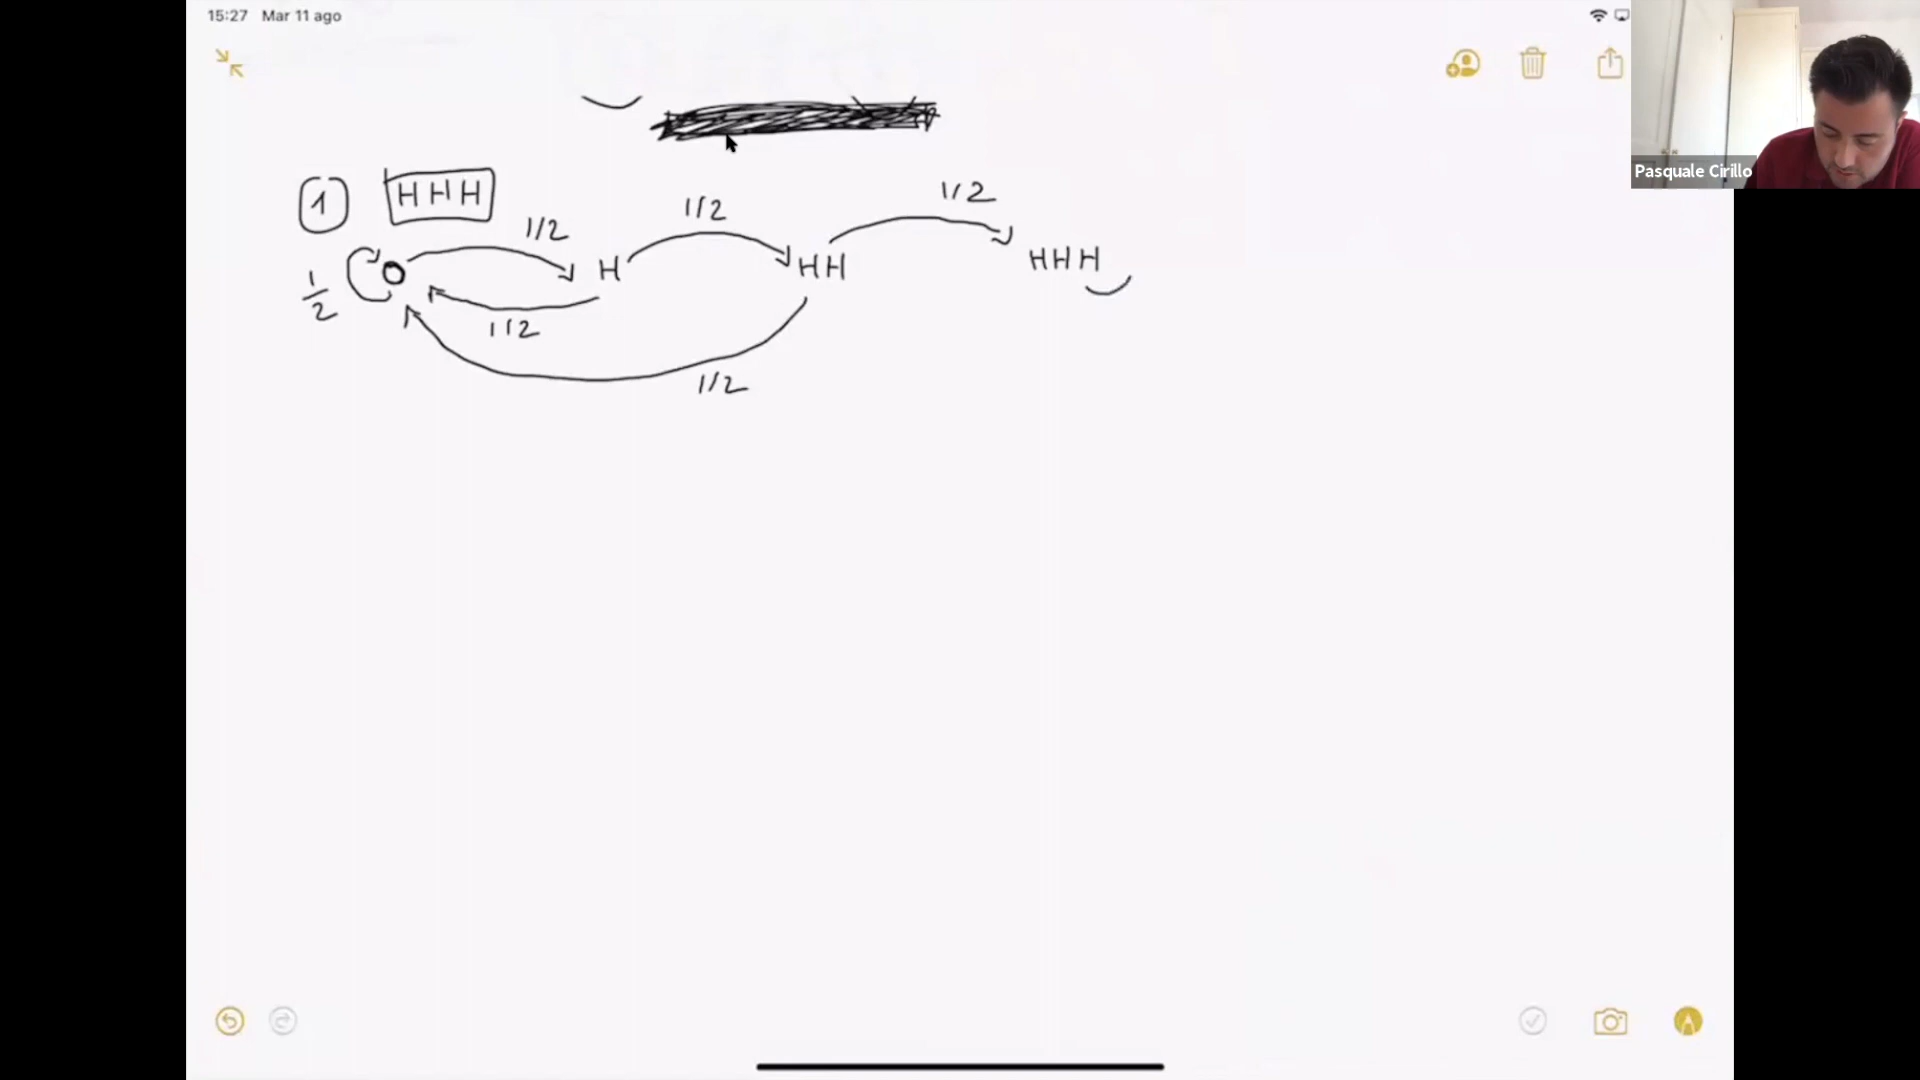 15:27 Mar 11 ago
Pasquale Cirillo
1 HHH
1/2 1/2 1/2
0 H HH HHH
1/2 1/2
1/2